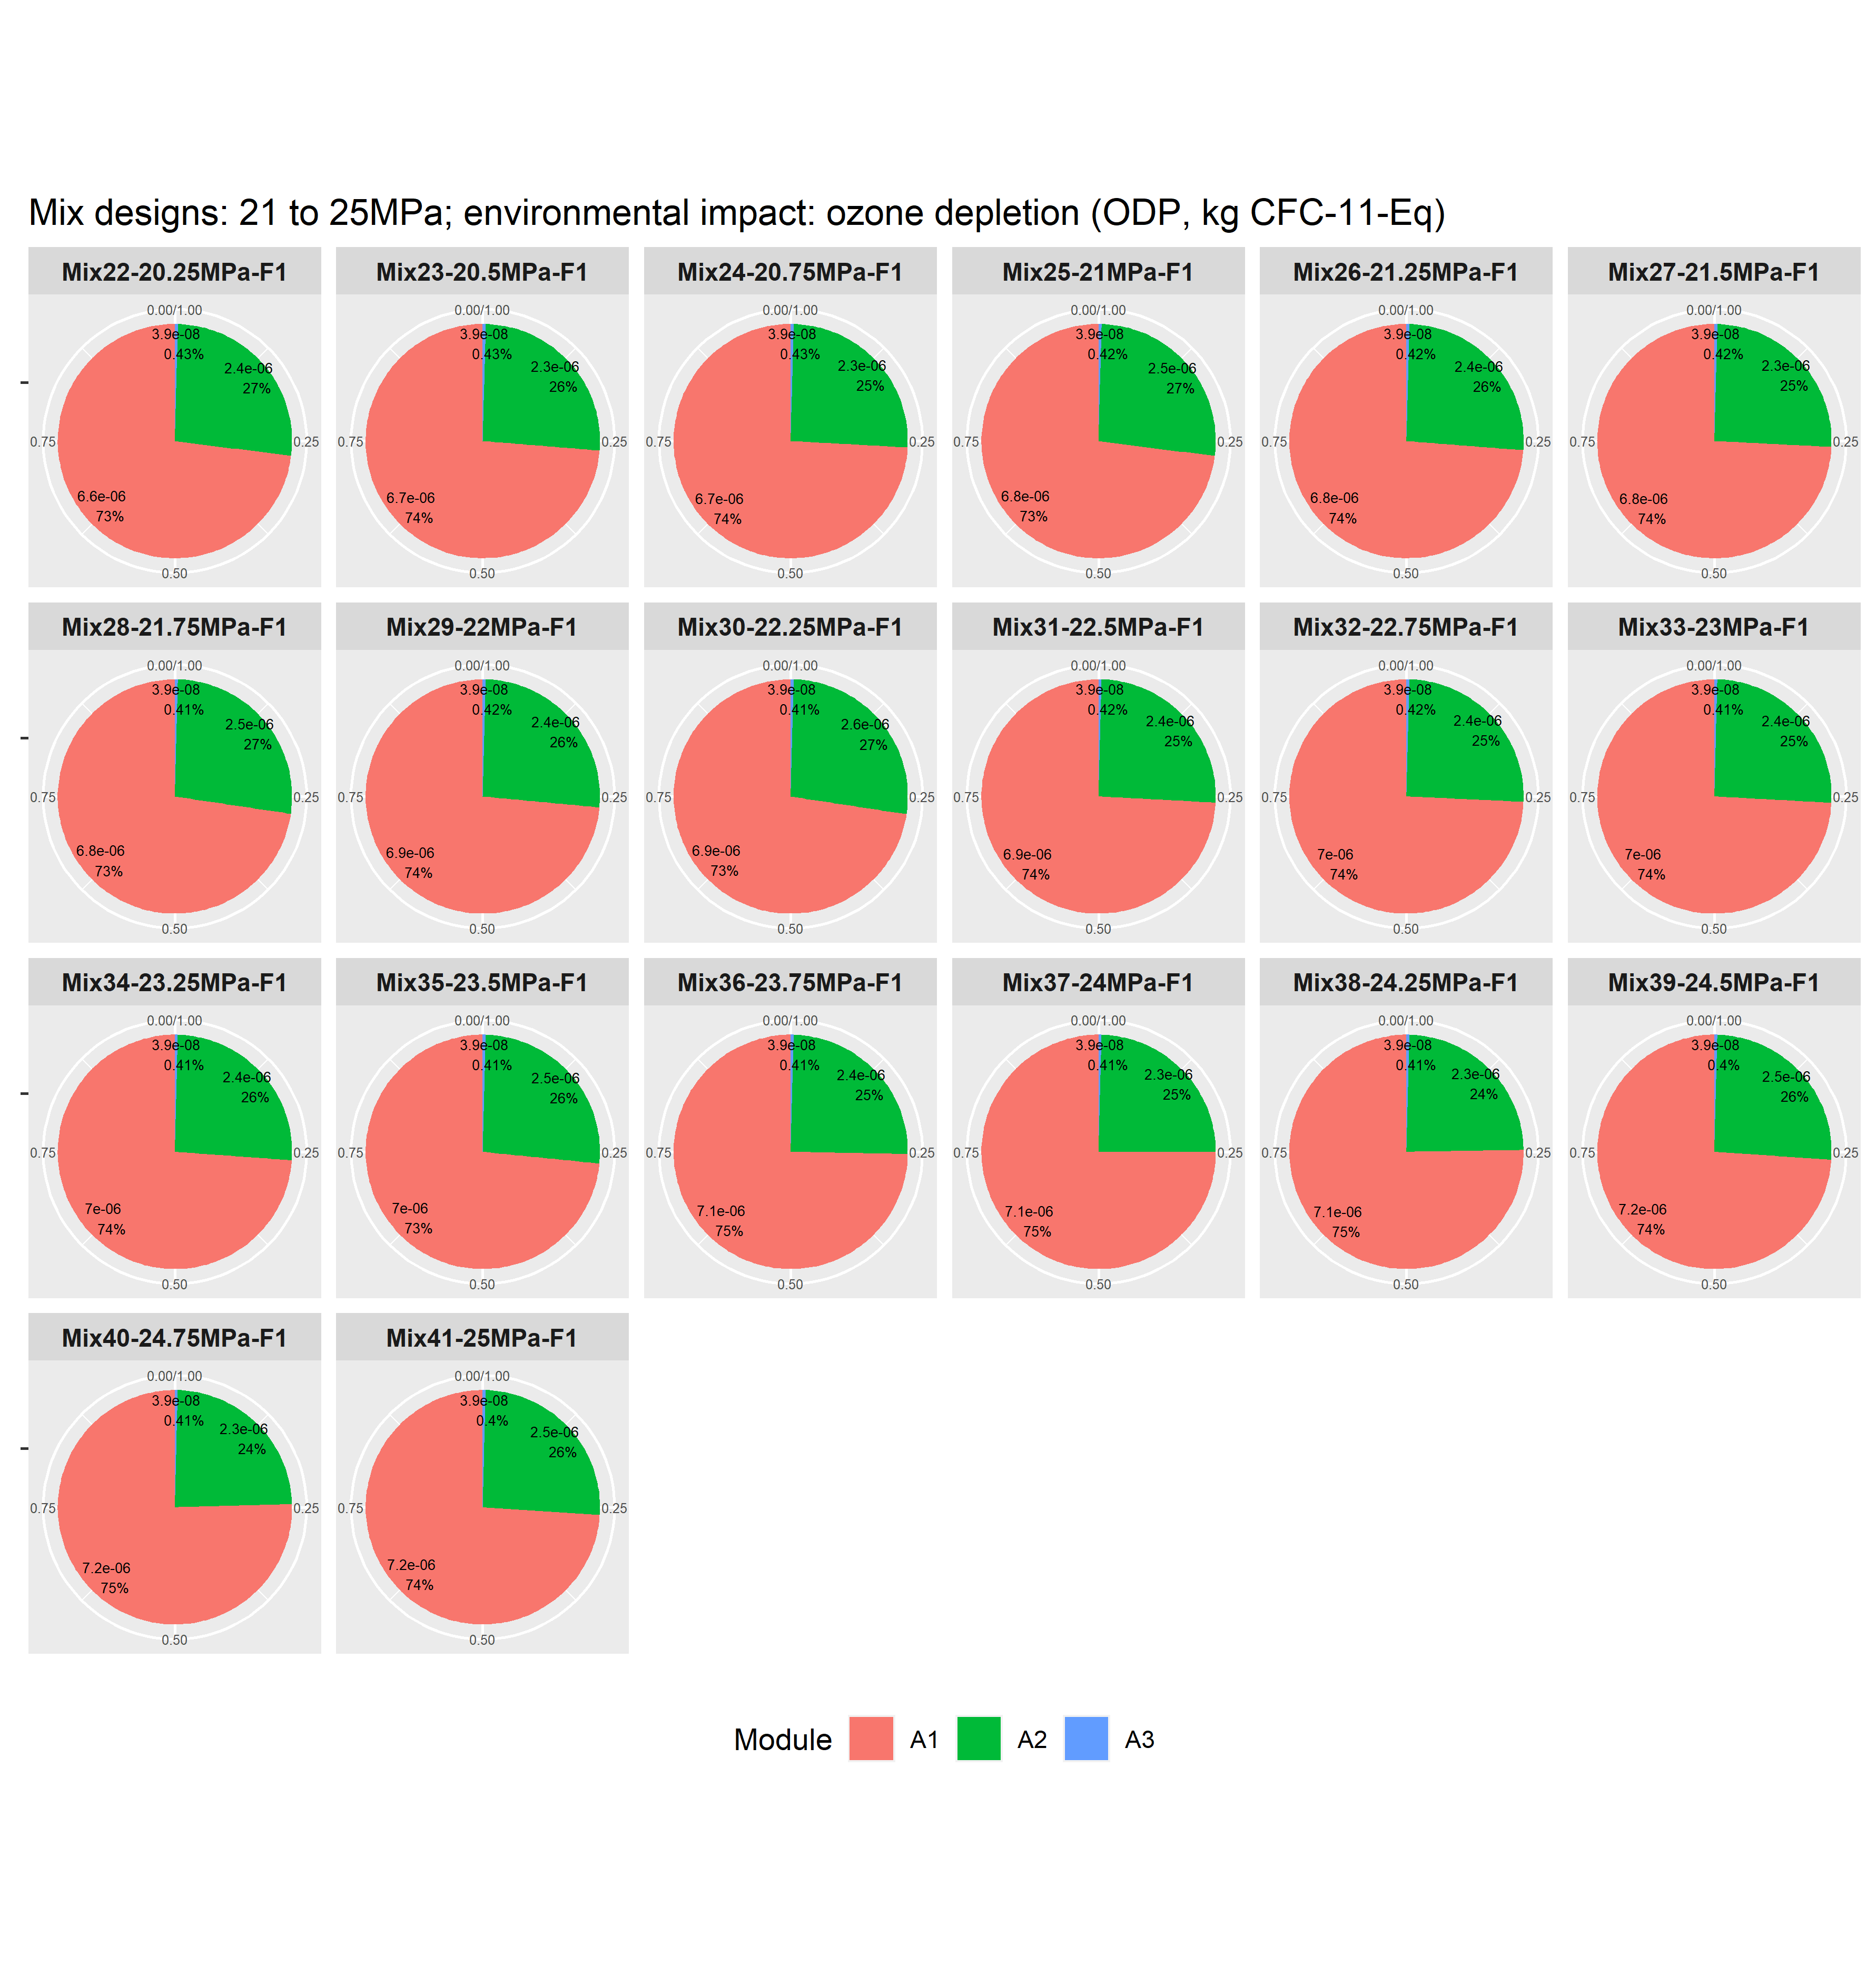 Mix designs: 21 to 25MPa; environmental impact: ozone depletion (ODP, kg CFC-11-Eq)
Mix22-20.25MPa-F1
0.00/1.00
3.9e-08
0.43%
2.4e-06
27%
0.75
0.25
6.6e-06
73%
0.50
Mix23-20.5MPa-F1
0.00/1.00
3.9e-08
0.43%
2.3e-06
26%
0.75
0.25
6.7e-06
74%
0.50
Mix24-20.75MPa-F1
0.00/1.00
3.9e-08
0.43%
2.3e-06
25%
0.75
0.25
6.7e-06
74%
0.50
Mix25-21MPa-F1
0.00/1.00
3.9e-08
0.42%
2.5e-06
27%
0.75
0.25
6.8e-06
73%
0.50
Mix26-21.25MPa-F1
0.00/1.00
3.9e-08
0.42%
2.4e-06
26%
0.75
0.25
6.8e-06
74%
0.50
Mix27-21.5MPa-F1
0.00/1.00
3.9e-08
0.42%
2.3e-06
25%
0.75
0.25
6.8e-06
74%
0.50
Mix28-21.75MPa-F1
0.00/1.00
3.9e-08
0.41%
2.5e-06
27%
0.75
0.25
6.8e-06
73%
0.50
Mix29-22MPa-F1
0.00/1.00
3.9e-08
0.42%
2.4e-06
26%
0.75
0.25
6.9e-06
74%
0.50
Mix30-22.25MPa-F1
0.00/1.00
3.9e-08
0.41%
2.6e-06
27%
0.75
0.25
6.9e-06
73%
0.50
Mix31-22.5MPa-F1
0.00/1.00
3.9e-08
0.42%
2.4e-06
25%
0.75
0.25
6.9e-06
74%
0.50
Mix32-22.75MPa-F1
0.00/1.00
3.9e-08
0.42%
2.4e-06
25%
0.75
0.25
7e-06
74%
0.50
Mix33-23MPa-F1
0.00/1.00
3.9e-08
0.41%
2.4e-06
25%
0.75
0.25
7e-06
74%
0.50
Mix34-23.25MPa-F1
0.00/1.00
3.9e-08
0.41%
2.4e-06
26%
0.75
0.25
7e-06
74%
0.50
Mix35-23.5MPa-F1
0.00/1.00
3.9e-08
0.41%
2.5e-06
26%
0.75
0.25
7e-06
73%
0.50
Mix36-23.75MPa-F1
0.00/1.00
3.9e-08
0.41%
2.4e-06
25%
0.75
0.25
7.1e-06
75%
0.50
Mix37-24MPa-F1
0.00/1.00
3.9e-08
0.41%
2.3e-06
25%
0.75
0.25
7.1e-06
75%
0.50
Mix38-24.25MPa-F1
0.00/1.00
3.9e-08
0.41%
2.3e-06
24%
0.75
0.25
7.1e-06
75%
0.50
Mix39-24.5MPa-F1
0.00/1.00
3.9e-08
0.4%
2.5e-06
26%
0.75
0.25
7.2e-06
74%
0.50
Mix40-24.75MPa-F1
0.00/1.00
3.9e-08
0.41%
2.3e-06
24%
0.75
0.25
7.2e-06
75%
0.50
Mix41-25MPa-F1
0.00/1.00
3.9e-08
0.4%
2.5e-06
26%
0.75
0.25
7.2e-06
74%
0.50
Module A1 A2 A3